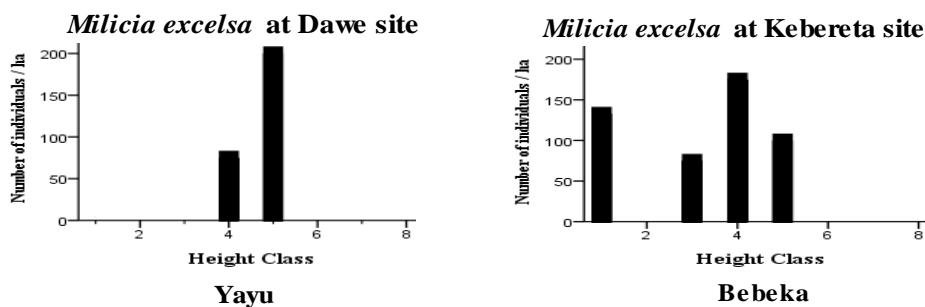 Milicia excelsa at Dawe site
Number of individuals / ha
200
150
100
50
0
2 4 6 8
Height Class
Yayu
Milicia excelsa at Kebereta site
Number of individuals / ha
200
150
100
50
0
2 4 6 8
Height Class
Bebeka